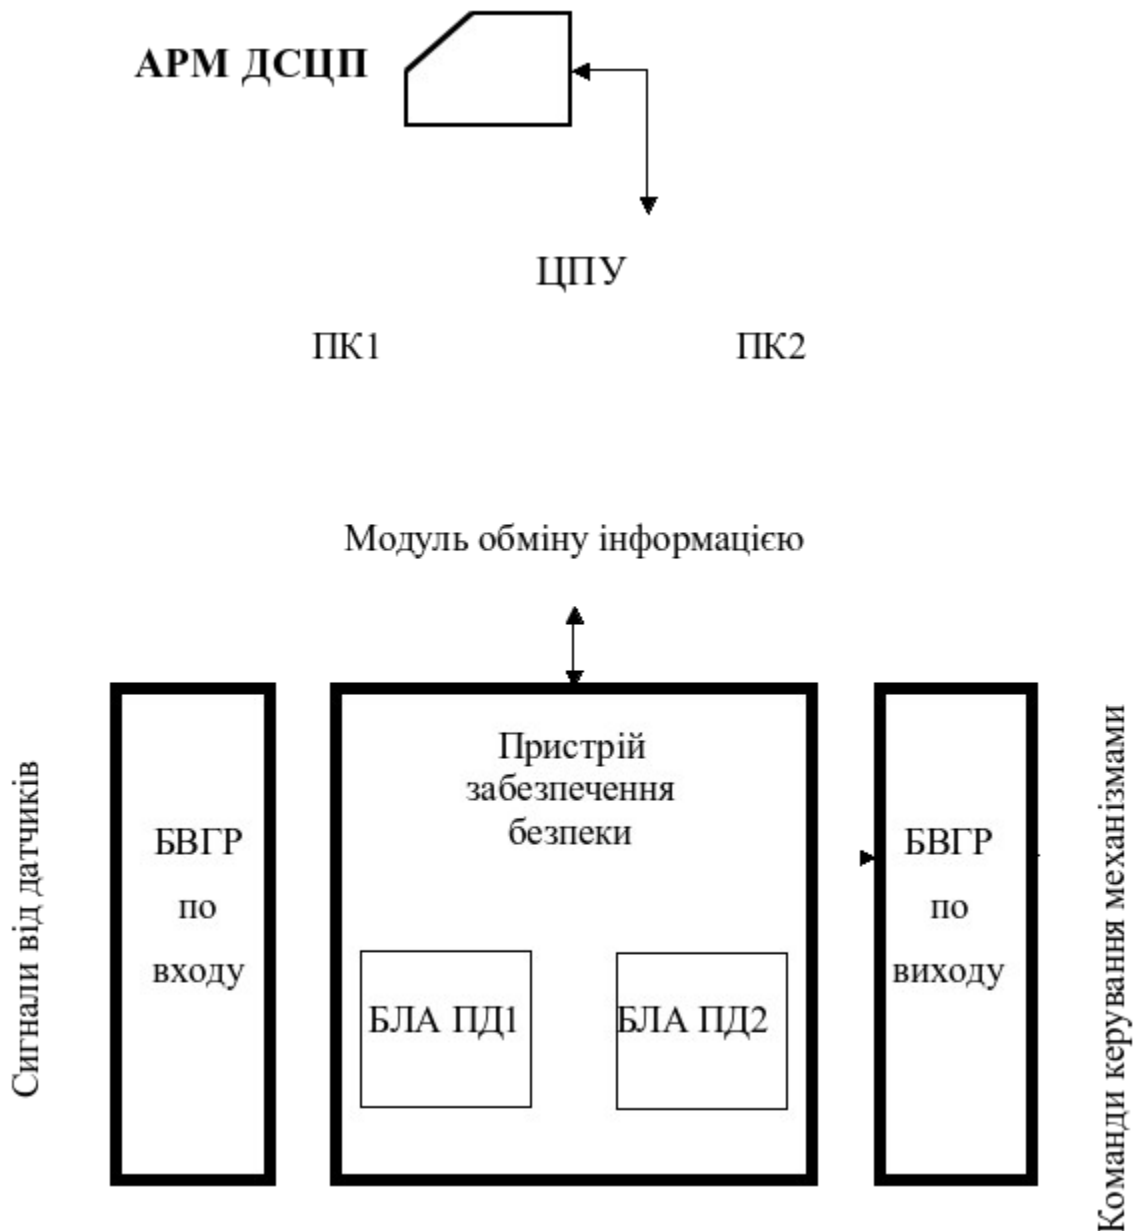 АРМ ДСЦП
ЦПУ
ПК1
ПК2
Модуль обміну інформацією
Сигнали від датчиків
БВГР
по
входу
Пристрій
забезпечення
безпеки
БЛА ПД1
БЛА ПД2
БВГР
по
виходу
Команди керування механізмами